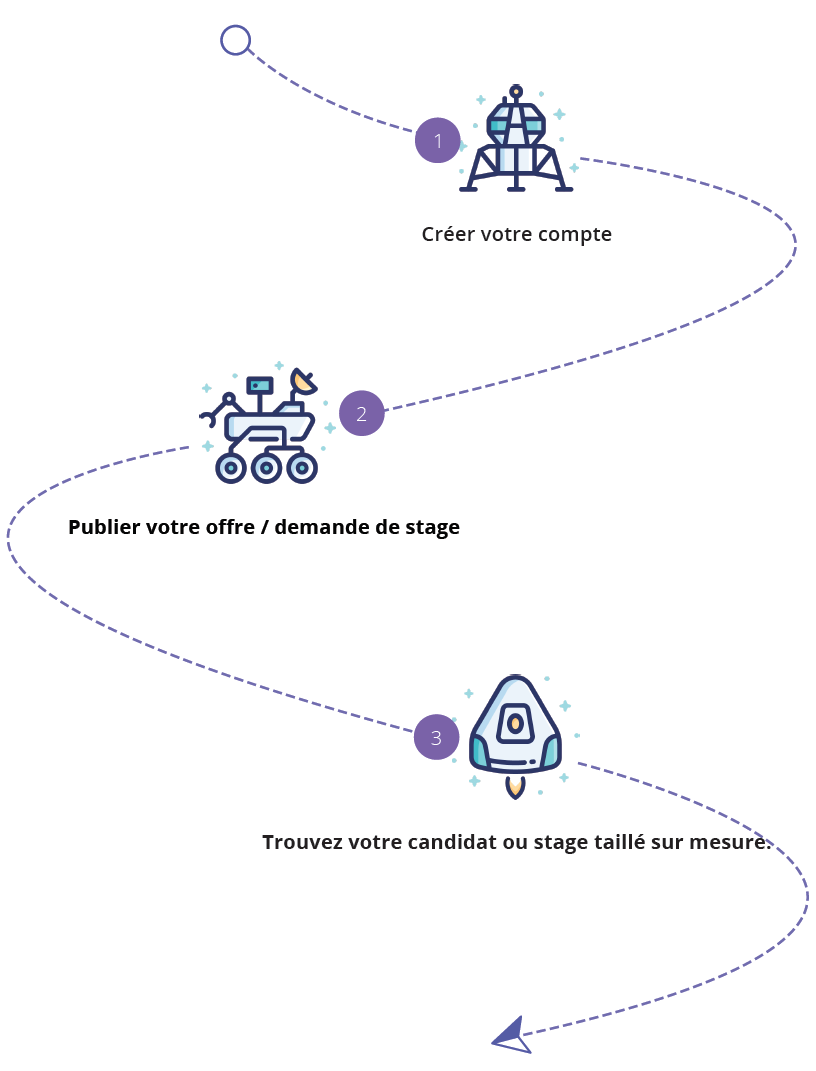 1
Créer votre compte
2
Publier votre offre / demande de stage
3
Trouvez votre candidat ou stage taillé sur mesure.